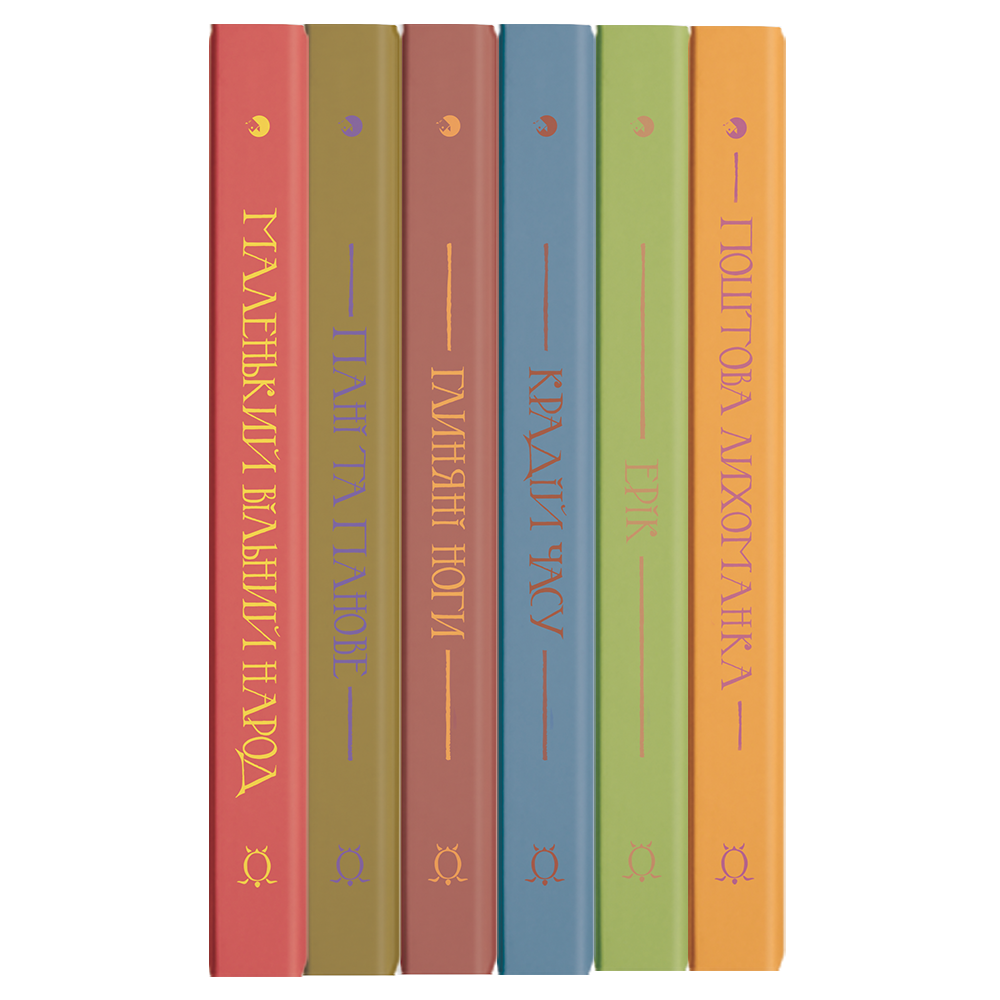 МАЛЕНЬКИЙ ВІЛЬНИЙ НАРОД
ПАНІ ТА ПАНОВЕ
ГЛИНЯНІ НОГИ
КРАДІЙ ЧАСУ
ЕРІК
ПОШТОВА ЛИХОМАНКА